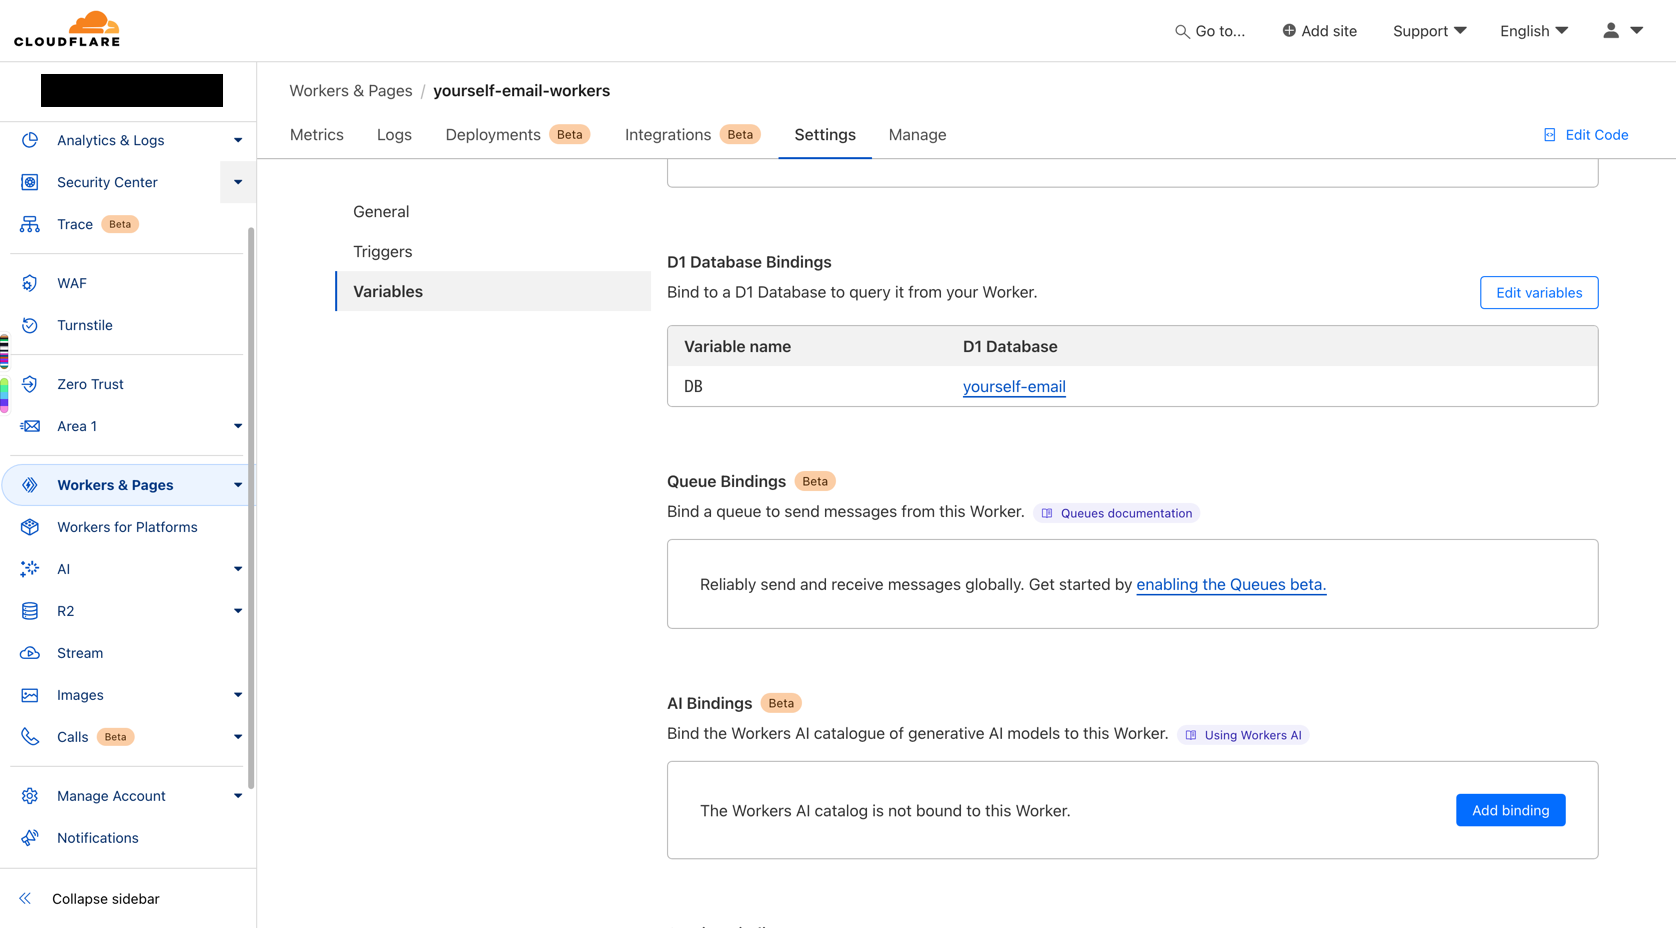 CLOUDFLARE
Go to...
Add site
Support
English
Analytics & Logs
Security Center
Trace Beta
WAF
Turnstile
Zero Trust
Area 1
Workers & Pages
Workers for Platforms
AI
R2
Stream
Images
Calls Beta
Manage Account
Notifications
Collapse sidebar
Workers & Pages / yourself-email-workers
Metrics
Logs
Deployments Beta
Integrations Beta
Settings
Manage
Edit Code
General
Triggers
Variables
D1 Database Bindings
Bind to a D1 Database to query it from your Worker.
Edit variables
Variable name D1 Database
DB yourself-email
Queue Bindings Beta
Bind a queue to send messages from this Worker. Queues documentation
Reliably send and receive messages globally. Get started by enabling the Queues beta.
AI Bindings Beta
Bind the Workers AI catalogue of generative AI models to this Worker. Using Workers AI
The Workers AI catalog is not bound to this Worker.
Add binding